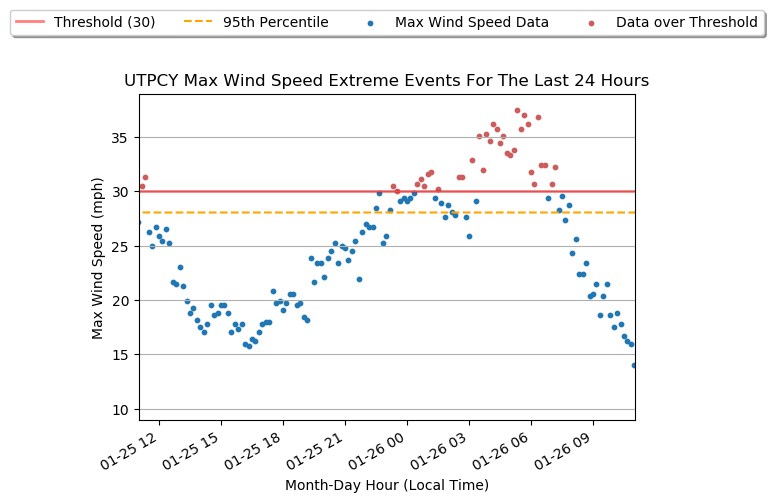 Threshold (30) 95th Percentile Max Wind Speed Data Data over Threshold
UTPCY Max Wind Speed Extreme Events For The Last 24 Hours
Max Wind Speed (mph)
35
30
25
20
15
10
01-25 12 01-25 15 01-25 18 01-25 21 01-26 00 01-26 03 01-26 06 01-26 09
Month-Day Hour (Local Time)